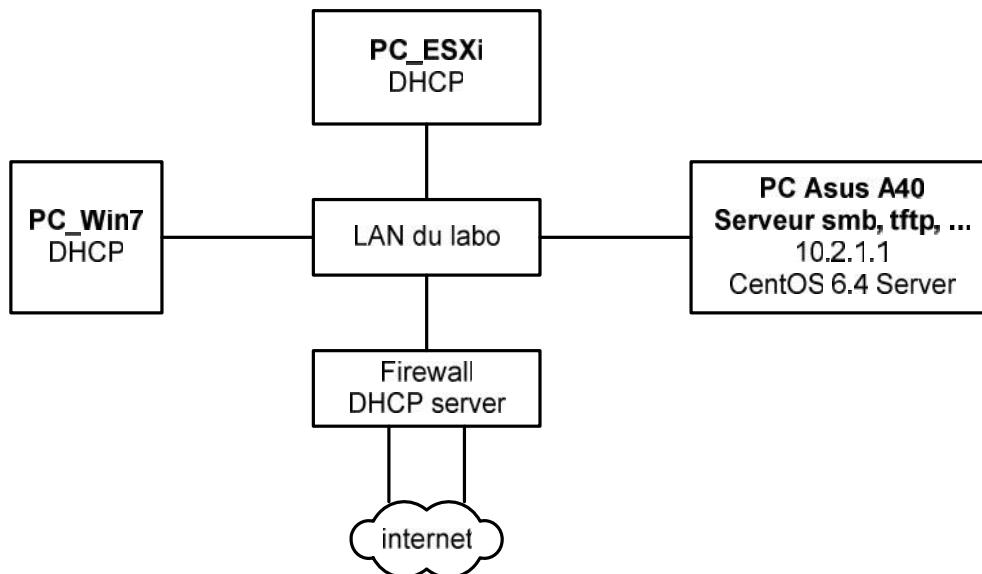 PC_ESXi
DHCP
PC_Win7
DHCP
LAN du labo
PC Asus A40
Serveur smb, tftp, ...
10.2.1.1
CentOS 6.4 Server
Firewall
DHCP server
internet